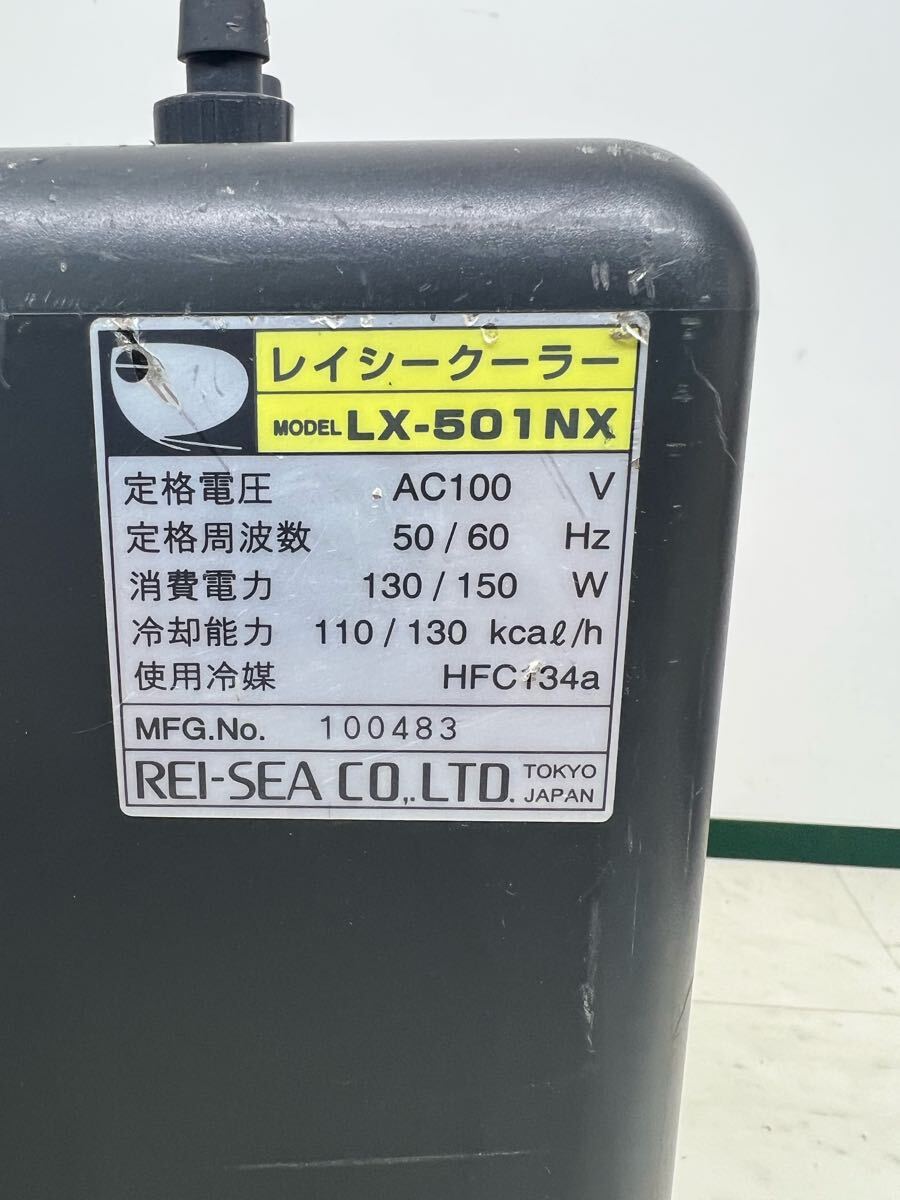 レイシークーラー
MODEL LX-501NX
定格電圧 AC100 V
定格周波数 50 / 60 Hz
消費電力 130 / 150 W
冷却能力 110 / 130 kcaℓ/h
使用冷媒 HFC134a
MFG.No. 100483
REI-SEA CO,.LTD. TOKYO JAPAN